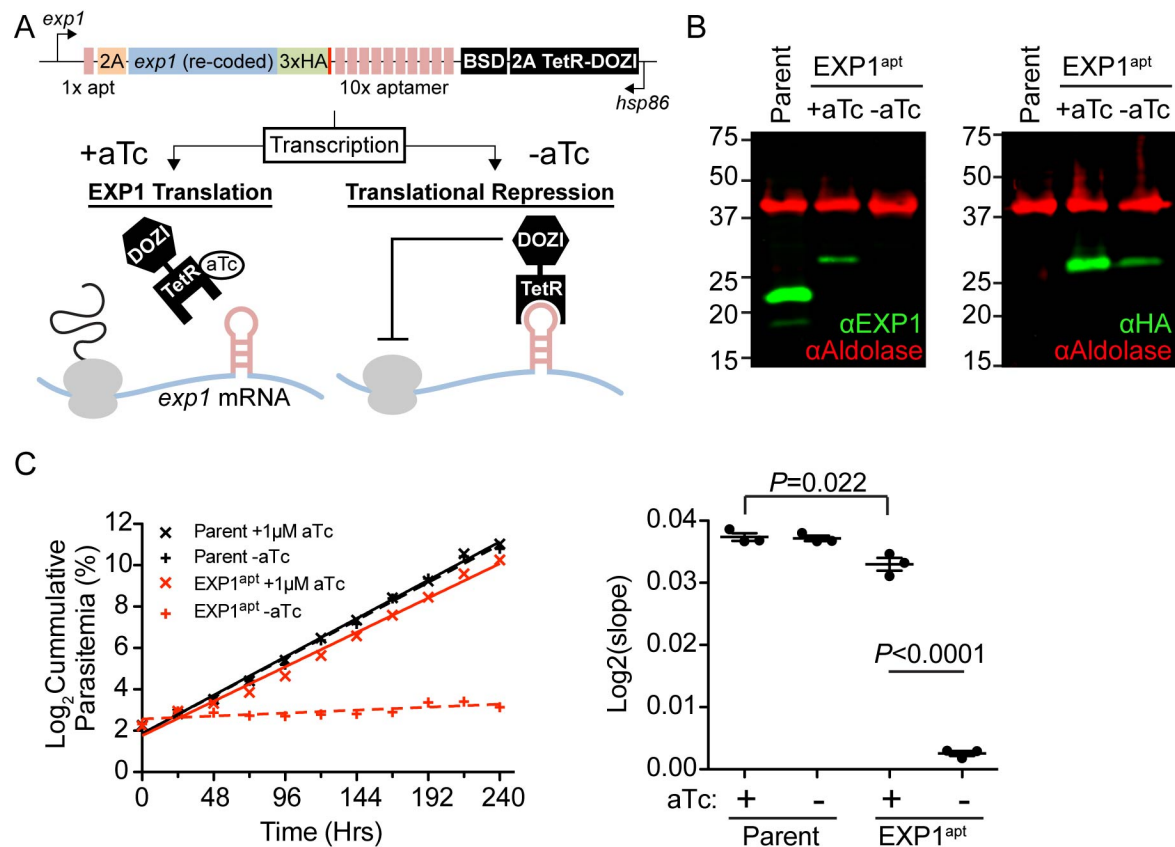 A
exp1
2A
exp1 (re-coded)
3xHA
BSD
2A TetR-DOZI
1x apt
10x aptamer
hsp86
Transcription
+aTc
-aTc
EXP1 Translation
Translational Repression
DOZI
TetR
aTc
DOZI
TetR
exp1 mRNA
B
Parent
EXP1apt
+aTc -aTc
75
50
37
25
20
15
αEXP1
αAldolase
Parent
EXP1apt
+aTc -aTc
75
50
37
25
20
15
αHA
αAldolase
C
Log2 Cummulative
Parasitemia (%)
12
10
8
6
4
2
0
Parent +1µM aTc
Parent -aTc
EXP1apt +1µM aTc
EXP1apt -aTc
0 48 96 144 192 240
Time (Hrs)
Log2(slope)
0.04
0.03
0.02
0.01
0.00
P=0.022
P<0.0001
aTc: + - + -
Parent EXP1apt